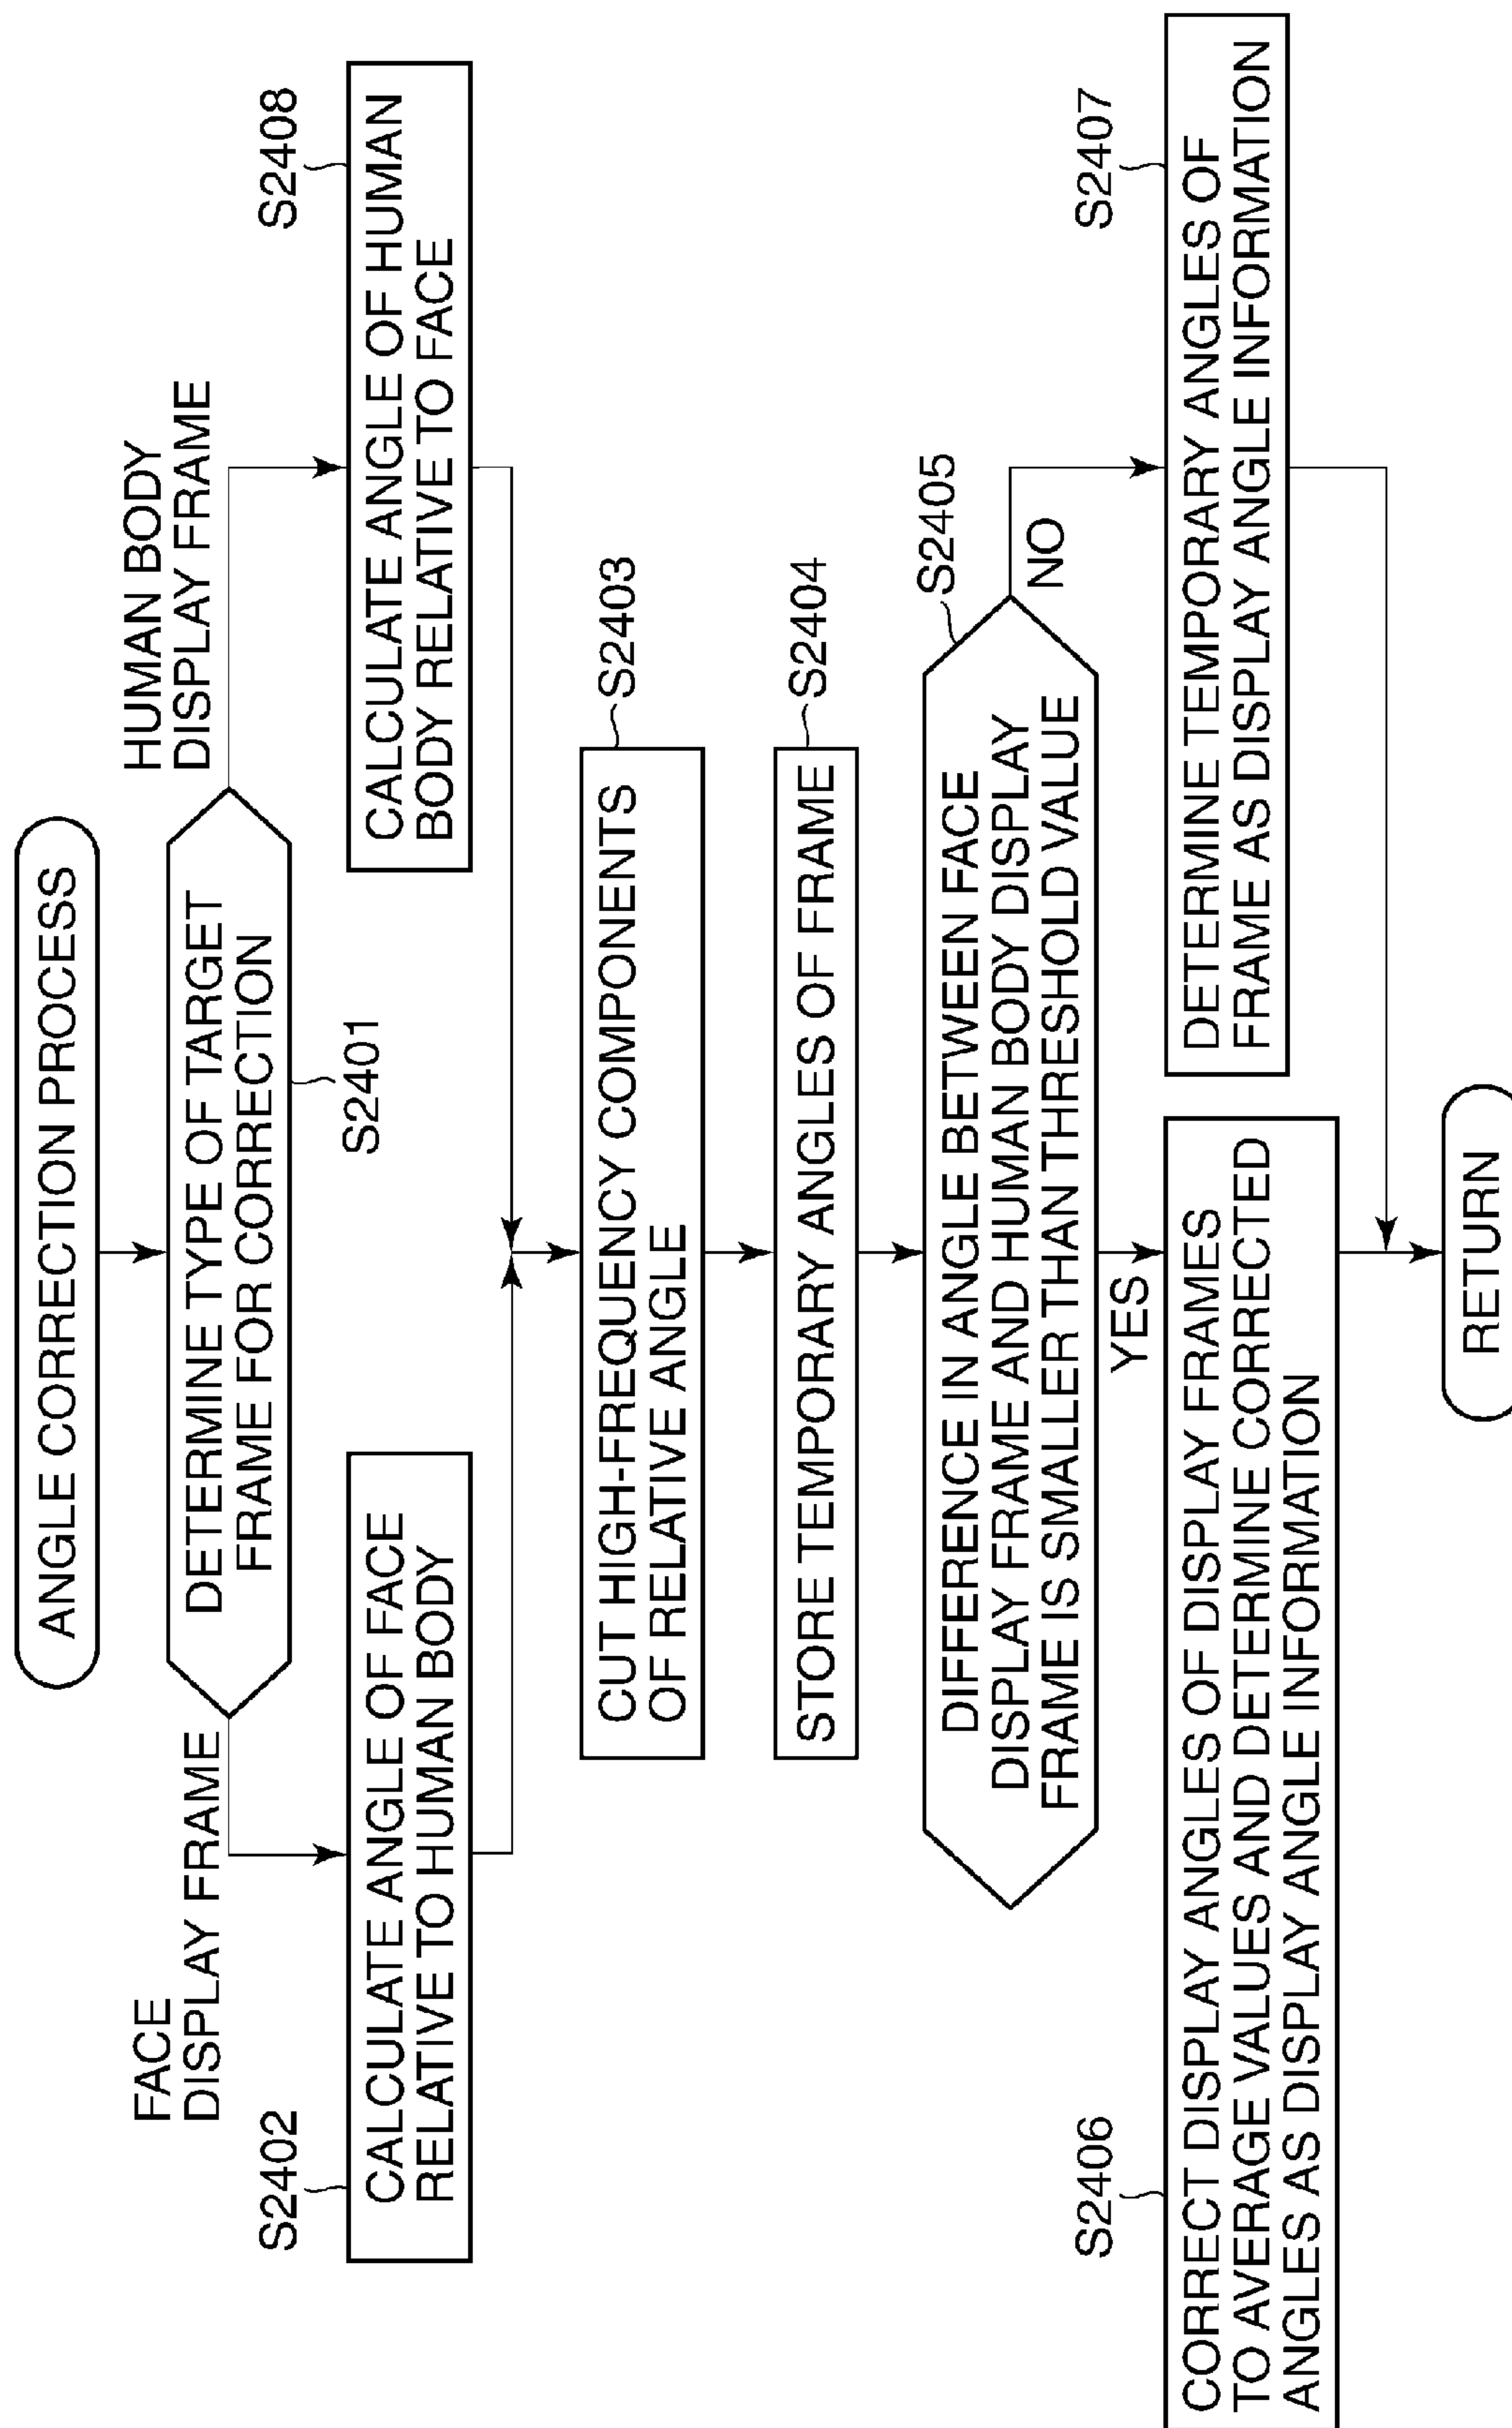 ANGLE CORRECTION PROCESS
DETERMINE TYPE OF TARGET
FRAME FOR CORRECTION
S2401
FACE
DISPLAY FRAME
HUMAN BODY
DISPLAY FRAME
S2402
CALCULATE ANGLE OF FACE
RELATIVE TO HUMAN BODY
S2408
CALCULATE ANGLE OF HUMAN
BODY RELATIVE TO FACE
S2403
CUT HIGH-FREQUENCY COMPONENTS
OF RELATIVE ANGLE
S2404
STORE TEMPORARY ANGLES OF FRAME
S2405
DIFFERENCE IN ANGLE BETWEEN FACE
DISPLAY FRAME AND HUMAN BODY DISPLAY
FRAME IS SMALLER THAN THRESHOLD VALUE
YES
NO
S2406
CORRECT DISPLAY ANGLES OF DISPLAY FRAMES
TO AVERAGE VALUES AND DETERMINE CORRECTED
ANGLES AS DISPLAY ANGLE INFORMATION
S2407
DETERMINE TEMPORARY ANGLES OF
FRAME AS DISPLAY ANGLE INFORMATION
RETURN